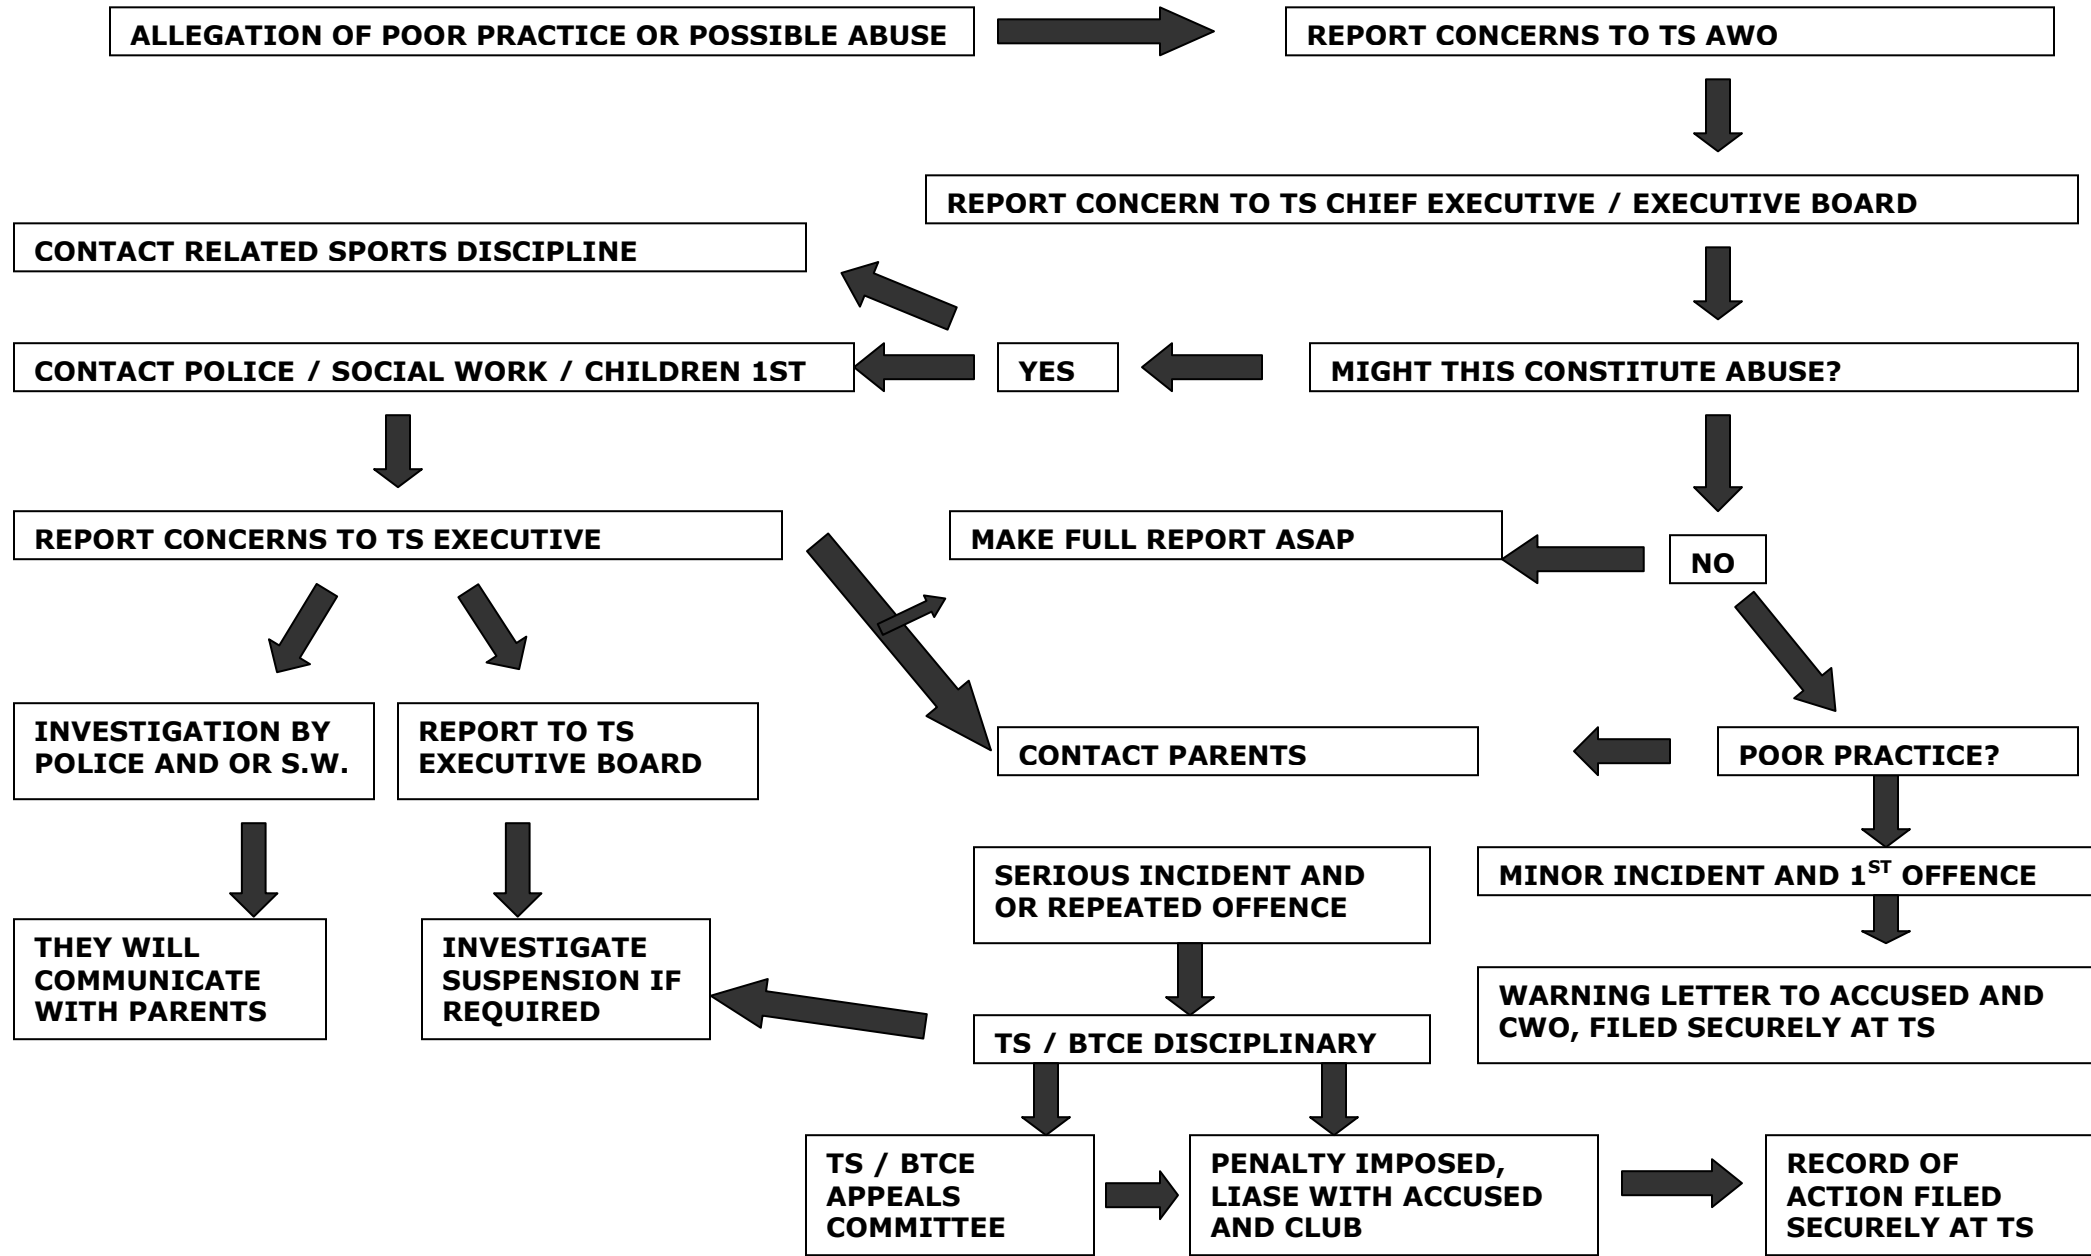 ALLEGATION OF POOR PRACTICE OR POSSIBLE ABUSE
REPORT CONCERNS TO TS AWO
REPORT CONCERN TO TS CHIEF EXECUTIVE / EXECUTIVE BOARD
CONTACT RELATED SPORTS DISCIPLINE
CONTACT POLICE / SOCIAL WORK / CHILDREN 1ST
YES
MIGHT THIS CONSTITUTE ABUSE?
REPORT CONCERNS TO TS EXECUTIVE
MAKE FULL REPORT ASAP
NO
INVESTIGATION BY
POLICE AND OR S.W.
REPORT TO TS
EXECUTIVE BOARD
CONTACT PARENTS
POOR PRACTICE?
SERIOUS INCIDENT AND
OR REPEATED OFFENCE
MINOR INCIDENT AND 1ST OFFENCE
THEY WILL
COMMUNICATE
WITH PARENTS
INVESTIGATE
SUSPENSION IF
REQUIRED
WARNING LETTER TO ACCUSED AND
CWO, FILED SECURELY AT TS
TS / BTCE DISCIPLINARY
TS / BTCE
APPEALS
COMMITTEE
PENALTY IMPOSED,
LIASE WITH ACCUSED
AND CLUB
RECORD OF
ACTION FILED
SECURELY AT TS